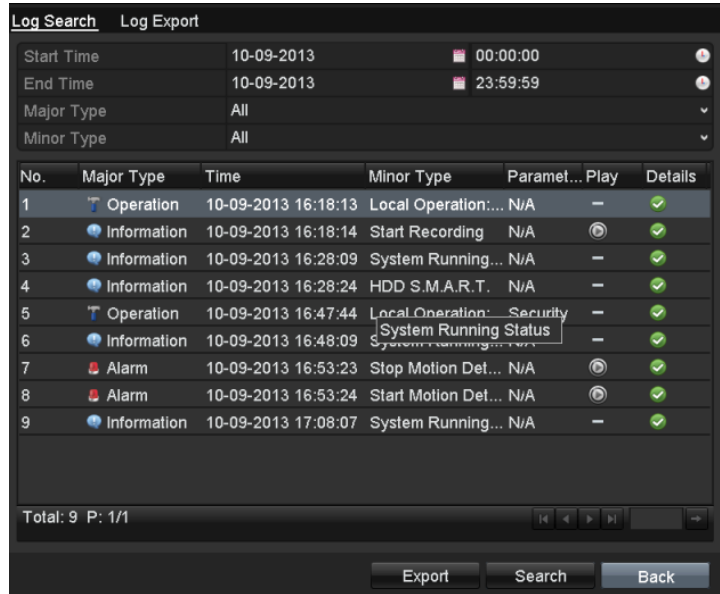 Log Search Log Export
Start Time 10-09-2013 00:00:00
End Time 10-09-2013 23:59:59
Major Type All
Minor Type All
No. Major Type Time Minor Type Paramet... Play Details
1 Operation 10-09-2013 16:18:13 Local Operation:... N/A –
2 Information 10-09-2013 16:18:14 Start Recording N/A
3 Information 10-09-2013 16:28:09 System Running... N/A –
4 Information 10-09-2013 16:28:24 HDD S.M.A.R.T. N/A –
5 Operation 10-09-2013 16:47:44 Local Operation: Security –
System Running Status
6 Information 10-09-2013 16:48:09 System Running... N/A –
7 Alarm 10-09-2013 16:53:23 Stop Motion Det... N/A
8 Alarm 10-09-2013 16:53:24 Start Motion Det... N/A
9 Information 10-09-2013 17:08:07 System Running... N/A –
Total: 9 P: 1/1
Export Search Back